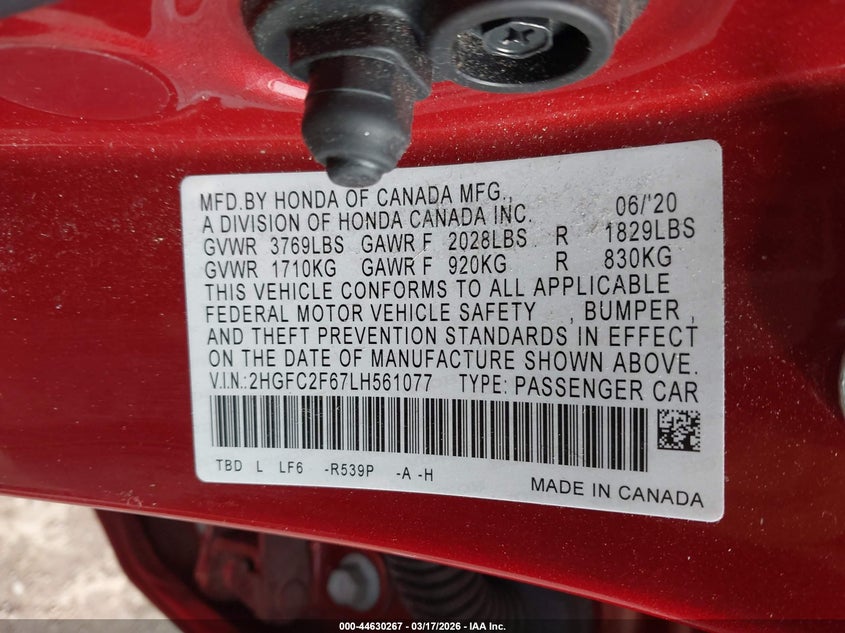 MFD.BY HONDA OF CANADA MFG.,
A DIVISION OF HONDA CANADA INC. 06/'20
GVWR 3769LBS GAWR F 2028LBS R 1829LBS
GVWR 1710KG GAWR F 920KG R 830KG
THIS VEHICLE CONFORMS TO ALL APPLICABLE
FEDERAL MOTOR VEHICLE SAFETY , BUMPER ,
AND THEFT PREVENTION STANDARDS IN EFFECT
ON THE DATE OF MANUFACTURE SHOWN ABOVE.
V.I.N.:2HGFC2F67LH561077 TYPE: PASSENGER CAR
TBD L LF6 -R539P -A -H
MADE IN CANADA
000-44630267 - 03/17/2026 - IAA Inc.